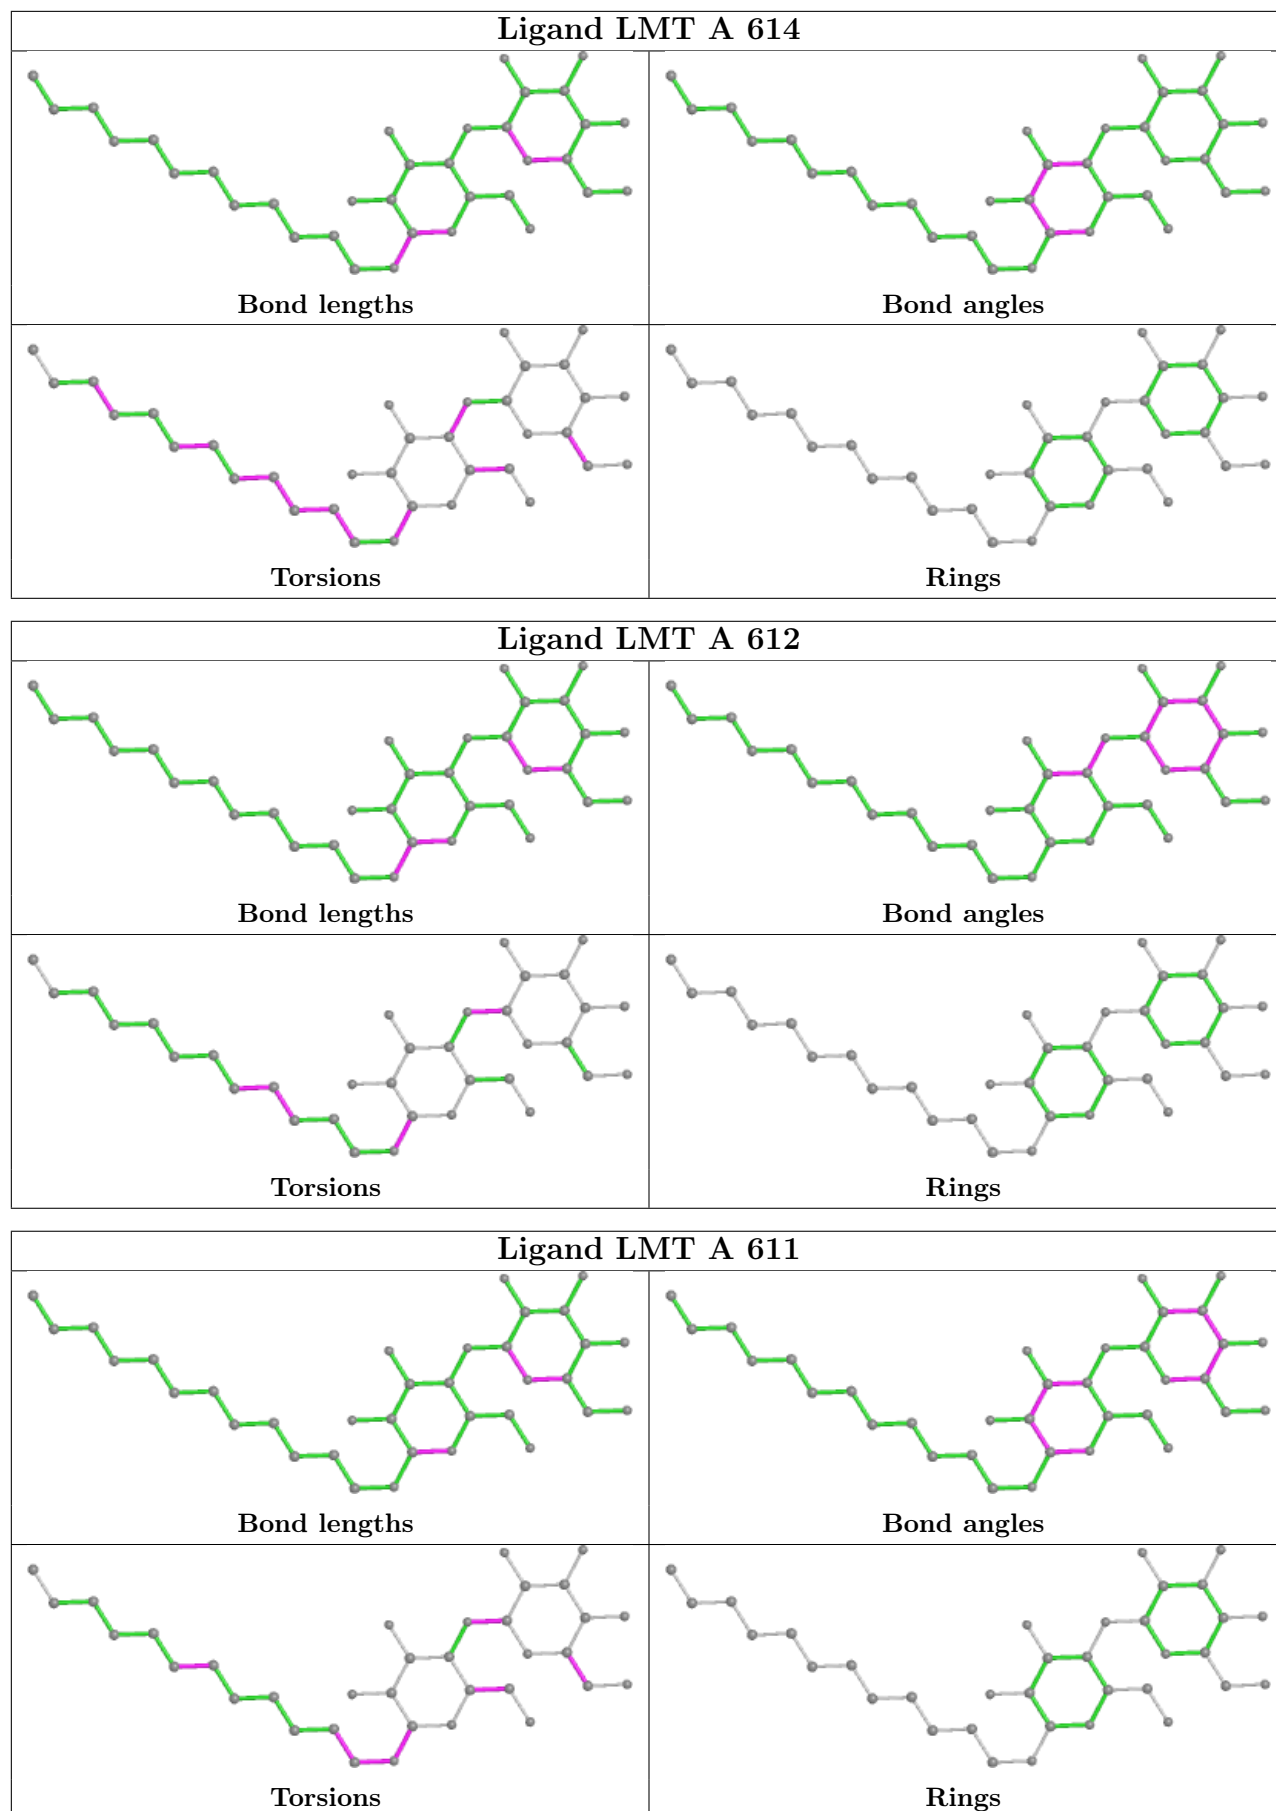 Ligand LMT A 614
Bond lengths
Bond angles
Torsions
Rings
Ligand LMT A 612
Bond lengths
Bond angles
Torsions
Rings
Ligand LMT A 611
Bond lengths
Bond angles
Torsions
Rings